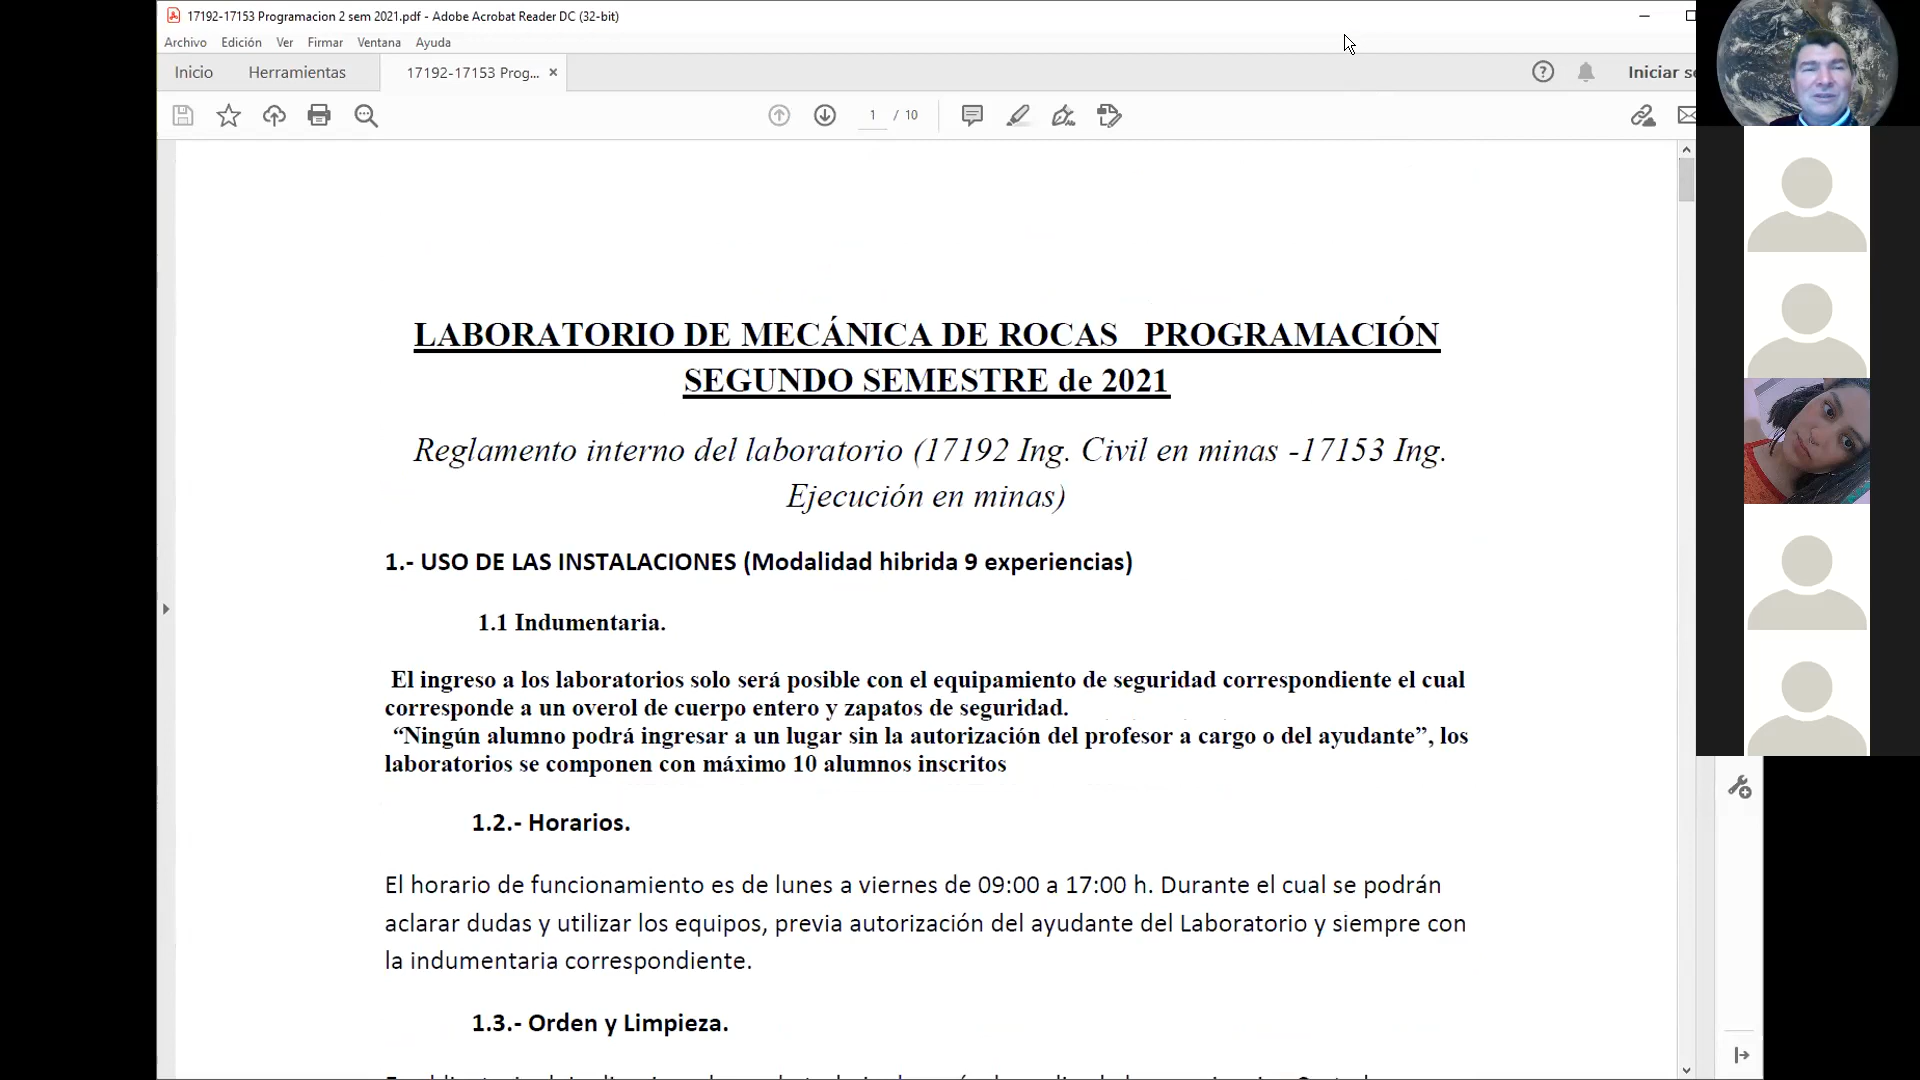 17192-17153 Programacion 2 sem 2021.pdf - Adobe Acrobat Reader DC (32-bit)
Archivo Edición Ver Firmar Ventana Ayuda
Inicio Herramientas 17192-17153 Prog... Iniciar se
1 / 10
LABORATORIO DE MECÁNICA DE ROCAS PROGRAMACIÓN
SEGUNDO SEMESTRE de 2021
Reglamento interno del laboratorio (17192 Ing. Civil en minas -17153 Ing.
Ejecución en minas)
1.- USO DE LAS INSTALACIONES (Modalidad hibrida 9 experiencias)
1.1 Indumentaria.
El ingreso a los laboratorios solo será posible con el equipamiento de seguridad correspondiente el cual
corresponde a un overol de cuerpo entero y zapatos de seguridad.
“Ningún alumno podrá ingresar a un lugar sin la autorización del profesor a cargo o del ayudante”, los
laboratorios se componen con máximo 10 alumnos inscritos
1.2.- Horarios.
El horario de funcionamiento es de lunes a viernes de 09:00 a 17:00 h. Durante el cual se podrán
aclarar dudas y utilizar los equipos, previa autorización del ayudante del Laboratorio y siempre con
la indumentaria correspondiente.
1.3.- Orden y Limpieza.